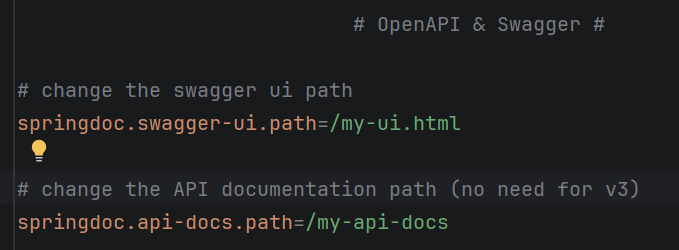 # OpenAPI & Swagger #
# change the swagger ui path
springdoc.swagger-ui.path=/my-ui.html
# change the API documentation path (no need for v3)
springdoc.api-docs.path=/my-api-docs